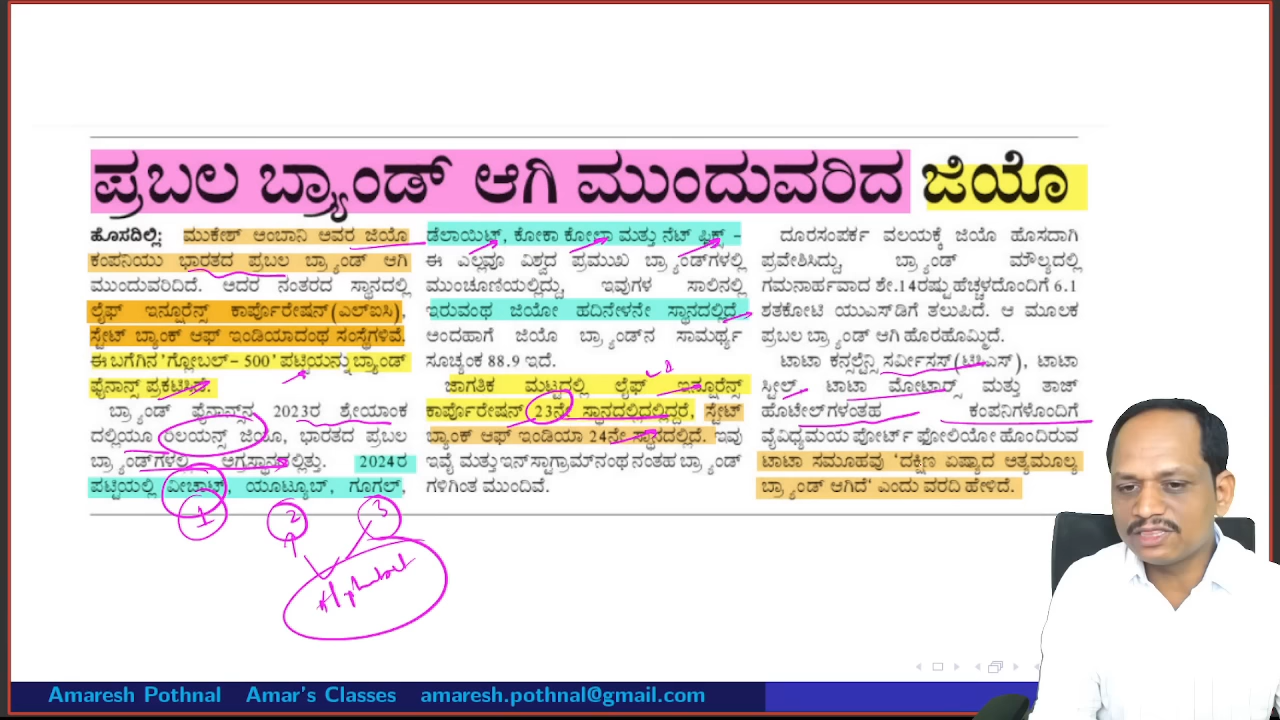 ಪ್ರಬಲ ಬ್ರ್ಯಾಂಡ್ ಆಗಿ ಮುಂದುವರಿದ ಜಿಯೊ
ಹೊಸದಿಲ್ಲಿ: ಮುಕೇಶ್ ಅಂಬಾನಿ ಅವರ ಜಿಯೊ
ಕಂಪನಿಯು ಭಾರತದ ಪ್ರಬಲ ಬ್ರ್ಯಾಂಡ್ ಆಗಿ
ಮುಂದುವರಿದಿದೆ. ಅದರ ನಂತರದ ಸ್ಥಾನದಲ್ಲಿ
ಲೈಫ್ ಇನ್ಶೂರೆನ್ಸ್ ಕಾರ್ಪೊರೇಷನ್(ಎಲ್ಐಸಿ),
ಸ್ಟೇಟ್ ಬ್ಯಾಂಕ್ ಆಫ್ ಇಂಡಿಯಾದಂಥ ಸಂಸ್ಥೆಗಳಿವೆ.
ಈ ಬಗೆಗಿನ 'ಗ್ಲೋಬಲ್– 500' ಪಟ್ಟಿಯನ್ನು ಬ್ರ್ಯಾಂಡ್
ಫೈನಾನ್ಸ್ ಪ್ರಕಟಿಸಿದೆ.
ಬ್ರ್ಯಾಂಡ್ ಫೈನಾನ್ಸ್‌ನ 2023ರ ಶ್ರೇಯಾಂಕ
ದಲ್ಲಿಯೂ ರಿಲಯನ್ಸ್ ಜಿಯೊ, ಭಾರತದ ಪ್ರಬಲ
ಬ್ರ್ಯಾಂಡ್‌ಗಳಲ್ಲಿ ಅಗ್ರಸ್ಥಾನದಲ್ಲಿತ್ತು. 2024ರ
ಪಟ್ಟಿಯಲ್ಲಿ ವೀಚಾಟ್, ಯೂಟ್ಯೂಬ್, ಗೂಗಲ್,
1 2 3
Alphabet
ಡೆಲಾಯಿಟ್, ಕೋಕಾ ಕೋಲಾ ಮತ್ತು ನೆಟ್ ಫ್ಲಿಕ್ಸ್ –
ಈ ಎಲ್ಲವೂ ವಿಶ್ವದ ಪ್ರಮುಖ ಬ್ರ್ಯಾಂಡ್‌ಗಳಲ್ಲಿ
ಮುಂಚೂಣಿಯಲ್ಲಿದ್ದು, ಇವುಗಳ ಸಾಲಿನಲ್ಲಿ
ಇರುವಂಥ ಜಿಯೋ ಹದಿನೇಳನೇ ಸ್ಥಾನದಲ್ಲಿದೆ.
ಅಂದಹಾಗೆ ಜಿಯೊ ಬ್ರ್ಯಾಂಡ್‌ನ ಸಾಮರ್ಥ್ಯ
ಸೂಚ್ಯಂಕ 88.9 ಇದೆ.
ಜಾಗತಿಕ ಮಟ್ಟದಲ್ಲಿ ಲೈಫ್ ಇನ್ಶೂರೆನ್ಸ್
ಕಾರ್ಪೊರೇಷನ್ 23ನೇ ಸ್ಥಾನದಲ್ಲಿದಲ್ಲಿದ್ದರೆ, ಸ್ಟೇಟ್
ಬ್ಯಾಂಕ್ ಆಫ್ ಇಂಡಿಯಾ 24ನೇ ಸ್ಥಾನದಲ್ಲಿದೆ. ಇವು
ಇವೈ ಮತ್ತು ಇನ್‌ಸ್ಟಾಗ್ರಾಮ್‌ನಂಥ ನಂತಹ ಬ್ರ್ಯಾಂಡ್
ಗಳಿಗಿಂತ ಮುಂದಿವೆ.
ದೂರಸಂಪರ್ಕ ವಲಯಕ್ಕೆ ಜಿಯೊ ಹೊಸದಾಗಿ
ಪ್ರವೇಶಿಸಿದ್ದು, ಬ್ರ್ಯಾಂಡ್ ಮೌಲ್ಯದಲ್ಲಿ
ಗಮನಾರ್ಹವಾದ ಶೇ.14ರಷ್ಟು ಹೆಚ್ಚಳದೊಂದಿಗೆ 6.1
ಶತಕೋಟಿ ಯುಎಸ್‌ಡಿಗೆ ತಲುಪಿದೆ. ಆ ಮೂಲಕ
ಪ್ರಬಲ ಬ್ರ್ಯಾಂಡ್ ಆಗಿ ಹೊರಹೊಮ್ಮಿದೆ.
ಟಾಟಾ ಕನ್ಸಲ್ಟೆನ್ಸಿ ಸರ್ವೀಸಸ್(ಟಿಸಿಎಸ್), ಟಾಟಾ
ಸ್ಟೀಲ್, ಟಾಟಾ ಮೋಟಾರ್ಸ್ ಮತ್ತು ತಾಜ್
ಹೊಟೇಲ್‌ಗಳಂತಹ ಕಂಪನಿಗಳೊಂದಿಗೆ
ವೈವಿಧ್ಯಮಯ ಪೋರ್ಟ್ ಫೋಲಿಯೋ ಹೊಂದಿರುವ
ಟಾಟಾ ಸಮೂಹವು 'ದಕ್ಷಿಣ ಏಷ್ಯಾದ ಅತ್ಯಮೂಲ್ಯ
ಬ್ರ್ಯಾಂಡ್ ಆಗಿದೆ' ಎಂದು ವರದಿ ಹೇಳಿದೆ.
Amaresh Pothnal Amar's Classes amaresh.pothnal@gmail.com